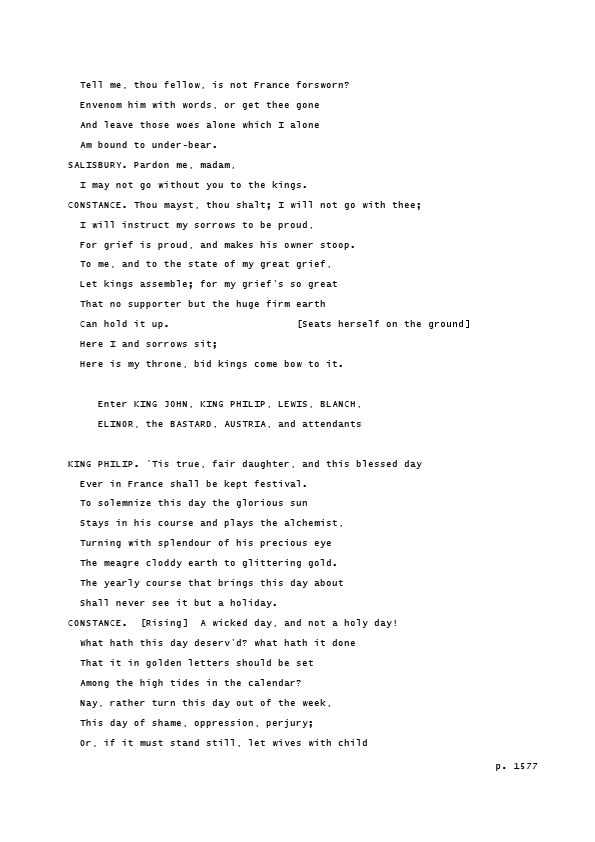 Tell me, thou fellow, is not France forsworn?
Envenom him with words, or get thee gone
And leave those woes alone which I alone
Am bound to under-bear.
SALISBURY. Pardon me, madam,
I may not go without you to the kings.
CONSTANCE. Thou mayst, thou shalt; I will not go with thee;
I will instruct my sorrows to be proud,
For grief is proud, and makes his owner stoop.
To me, and to the state of my great grief,
Let kings assemble; for my grief's so great
That no supporter but the huge firm earth
Can hold it up. [Seats herself on the ground]
Here I and sorrows sit;
Here is my throne, bid kings come bow to it.
Enter KING JOHN, KING PHILIP, LEWIS, BLANCH,
ELINOR, the BASTARD, AUSTRIA, and attendants
KING PHILIP. 'Tis true, fair daughter, and this blessed day
Ever in France shall be kept festival.
To solemnize this day the glorious sun
Stays in his course and plays the alchemist,
Turning with splendour of his precious eye
The meagre cloddy earth to glittering gold.
The yearly course that brings this day about
Shall never see it but a holiday.
CONSTANCE. [Rising] A wicked day, and not a holy day!
What hath this day deserv'd? what hath it done
That it in golden letters should be set
Among the high tides in the calendar?
Nay, rather turn this day out of the week,
This day of shame, oppression, perjury;
Or, if it must stand still, let wives with child
p. 1577